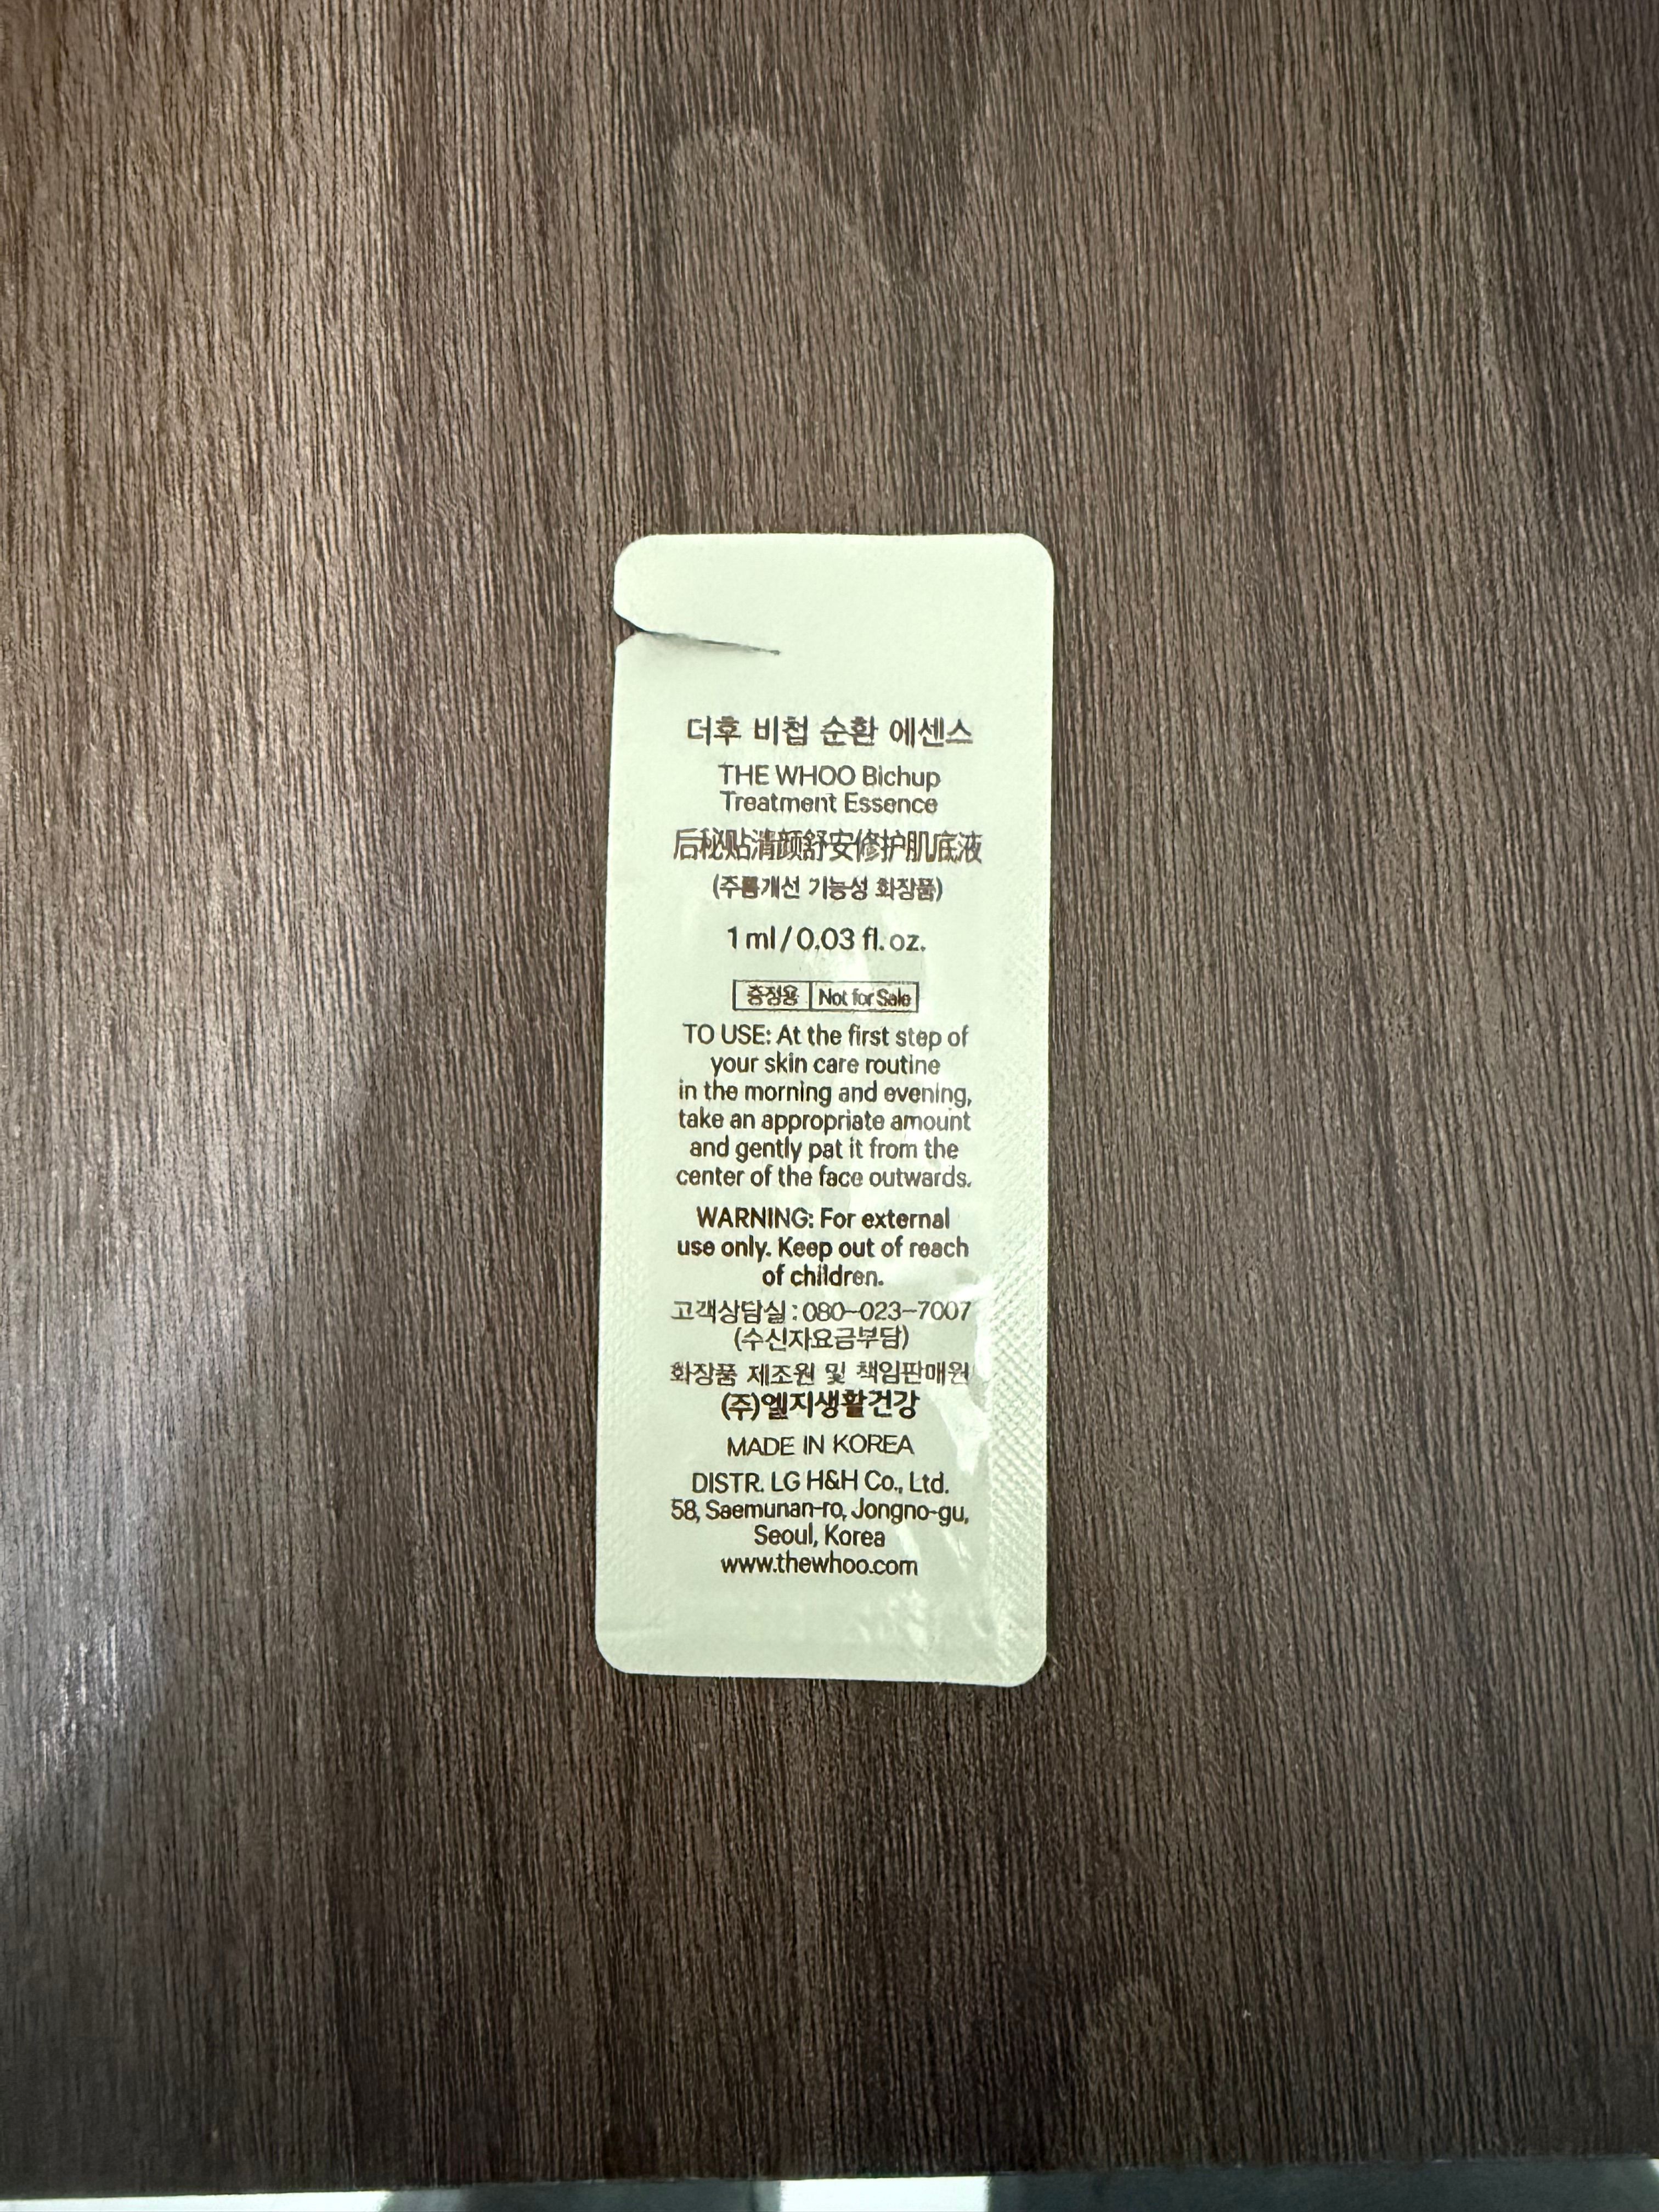 더후 비첩 순환 에센스
THE WHOO Bichup
Treatment Essence
后秘贴清颜舒安修护肌底液
(주름개선 기능성 화장품)
1 ml / 0.03 fl. oz.
증정용 Not for Sale
TO USE: At the first step of
your skin care routine
in the morning and evening,
take an appropriate amount
and gently pat it from the
center of the face outwards.
WARNING: For external
use only. Keep out of reach
of children.
고객상담실 : 080-023-7007
(수신자요금부담)
화장품 제조원 및 책임판매원
(주)엘지생활건강
MADE IN KOREA
DISTR. LG H&H Co., Ltd.
58, Saemunan-ro, Jongno-gu,
Seoul, Korea
www.thewhoo.com